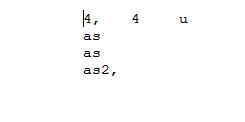 4,    4    u
as
as
as2,